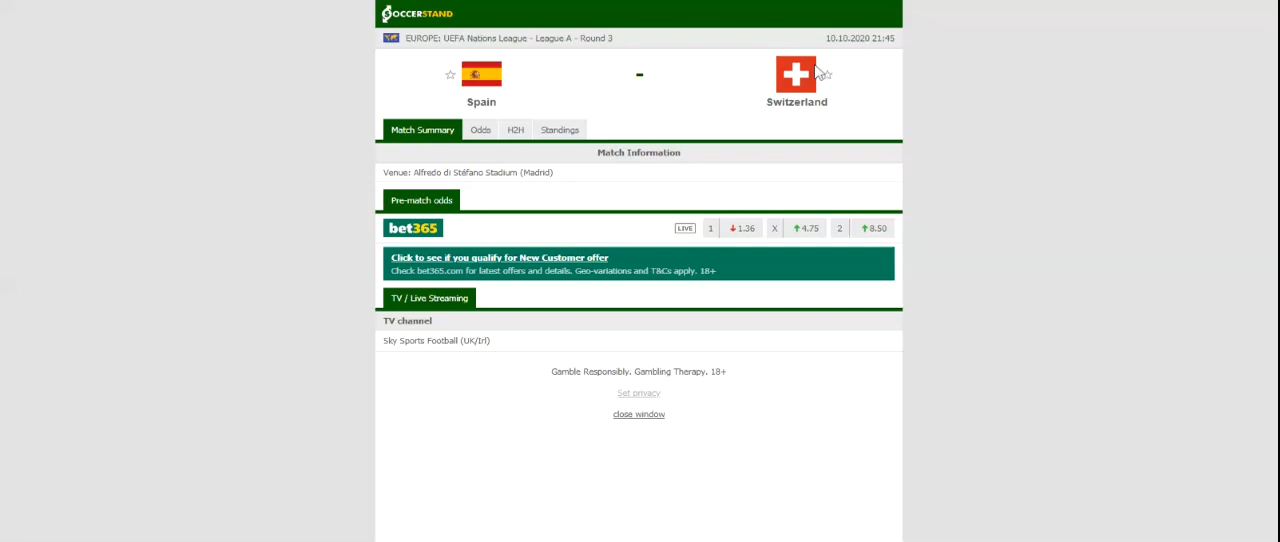 SOCCERSTAND
EUROPE: UEFA Nations League - League A - Round 3
10.10.2020 21:45
-
Spain
Switzerland
Match Summary
Odds
H2H
Standings
Match Information
Venue: Alfredo di Stéfano Stadium (Madrid)
Pre-match odds
bet365
LIVE
1
1.36
X
4.75
2
8.50
Click to see if you qualify for New Customer offer
Check bet365.com for latest offers and details. Geo-variations and T&Cs apply. 18+
TV / Live Streaming
TV channel
Sky Sports Football (UK/Irl)
Gamble Responsibly. Gambling Therapy. 18+
Set privacy
close window